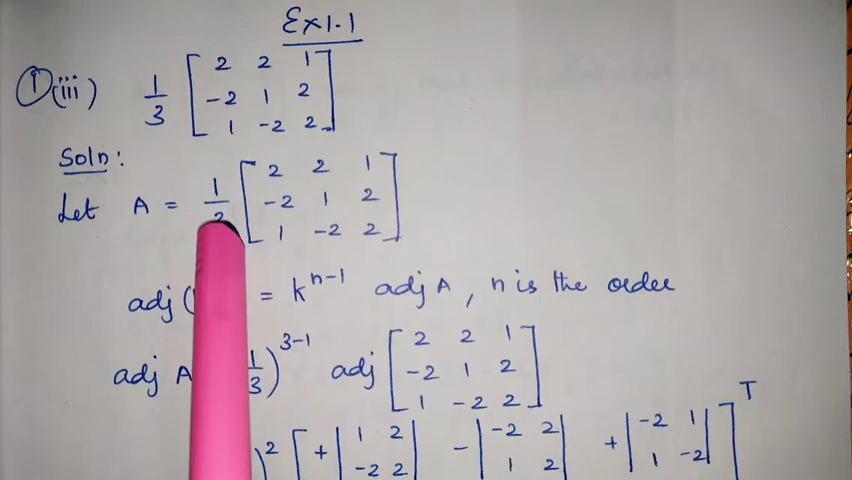 Ex 1.1
① (iii) 1/3 [ 2 2 1
-2 1 2
1 -2 2 ]
Soln:
Let A = 1/ [ 2 2 1
-2 1 2
1 -2 2 ]
adj ( = k^{n-1} adj A, n is the order
adj A 1/3 )^{3-1} adj [ 2 2 1
-2 1 2
1 -2 2 ]
)^2 [ + | 1 2 | - | -2 2 | + | -2 1 | ]^T
| -2 2 | | 1 2 | | 1 -2 |